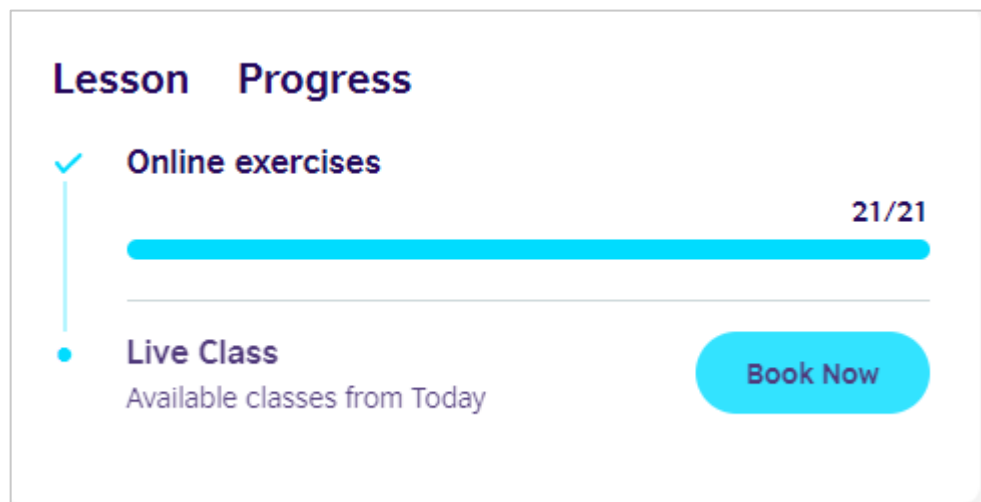 Lesson Progress
Online exercises
21/21
Live Class
Available classes from Today
Book Now